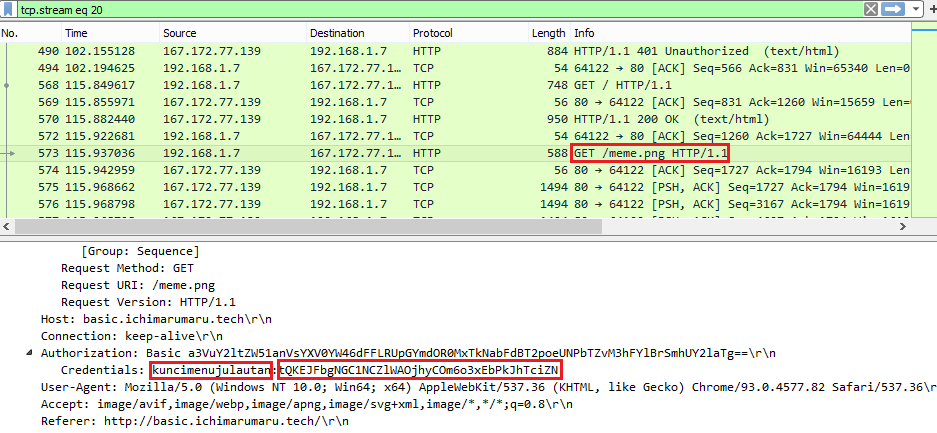 tcp.stream eq 20
No. Time Source Destination Protocol Length Info
490 102.155128 167.172.77.139 192.168.1.7 HTTP 884 HTTP/1.1 401 Unauthorized (text/html)
494 102.194625 192.168.1.7 167.172.77.1… TCP 54 64122 → 80 [ACK] Seq=566 Ack=831 Win=65340 Len=0
568 115.849617 192.168.1.7 167.172.77.1… HTTP 748 GET / HTTP/1.1
569 115.855971 167.172.77.139 192.168.1.7 TCP 56 80 → 64122 [ACK] Seq=831 Ack=1260 Win=15659 Len=
570 115.882440 167.172.77.139 192.168.1.7 HTTP 950 HTTP/1.1 200 OK (text/html)
572 115.922681 192.168.1.7 167.172.77.1… TCP 54 64122 → 80 [ACK] Seq=1260 Ack=1727 Win=64444 Len=
573 115.937036 192.168.1.7 167.172.77.1… HTTP 588 GET /meme.png HTTP/1.1
574 115.942959 167.172.77.139 192.168.1.7 TCP 56 80 → 64122 [ACK] Seq=1727 Ack=1794 Win=16193 Len=
575 115.968662 167.172.77.139 192.168.1.7 TCP 1494 80 → 64122 [PSH, ACK] Seq=1727 Ack=1794 Win=1619
576 115.968798 167.172.77.139 192.168.1.7 TCP 1494 80 → 64122 [PSH, ACK] Seq=3167 Ack=1794 Win=1619
[Group: Sequence]
Request Method: GET
Request URI: /meme.png
Request Version: HTTP/1.1
Host: basic.ichimarumaru.tech\r\n
Connection: keep-alive\r\n
Authorization: Basic a3VuY2ltZW51anVsYXV0YW46dFFLRUpGYmdOR0MxTkNabFdBT2poeUNPbTZvM3hFYlBrSmhUY2laTg==\r\n
Credentials: kuncimenujulautan:tQKEJFbgNGC1NCZlWAOjhyCOm6o3xEbPkJhTciZN
User-Agent: Mozilla/5.0 (Windows NT 10.0; Win64; x64) AppleWebKit/537.36 (KHTML, like Gecko) Chrome/93.0.4577.82 Safari/537.36\r
Accept: image/avif,image/webp,image/apng,image/svg+xml,image/*,*/*;q=0.8\r\n
Referer: http://basic.ichimarumaru.tech/\r\n